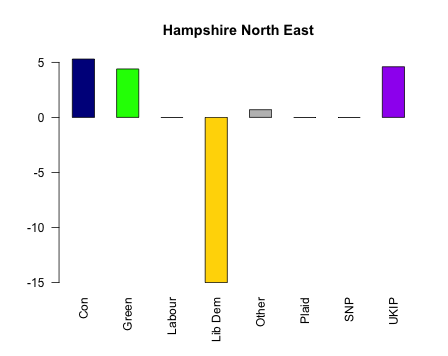 Hampshire North East
5
0
-5
-10
-15
Con
Green
Labour
Lib Dem
Other
Plaid
SNP
UKIP